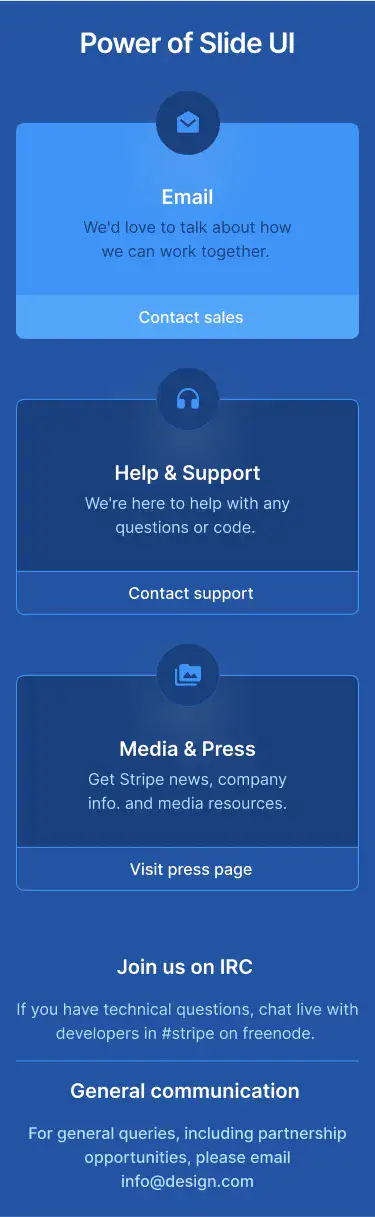 Power of Slide UI
Email
We'd love to talk about how
we can work together.
Contact sales
Help & Support
We're here to help with any
questions or code.
Contact support
Media & Press
Get Stripe news, company
info. and media resources.
Visit press page
Join us on IRC
If you have technical questions, chat live with
developers in #stripe on freenode.
General communication
For general queries, including partnership
opportunities, please email
info@design.com